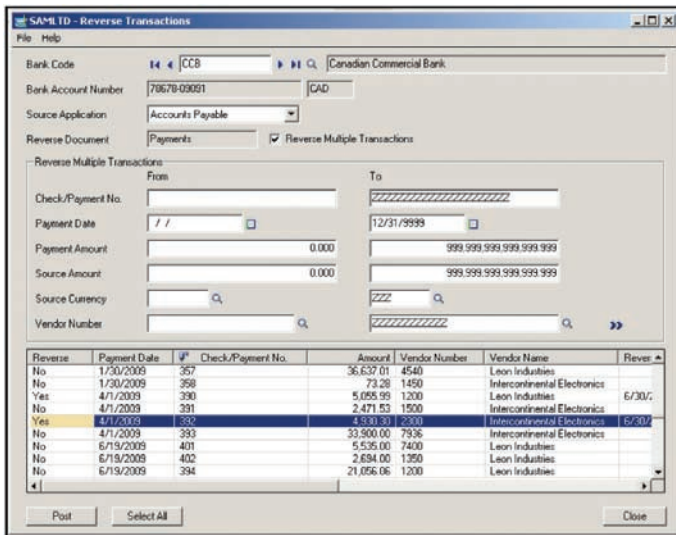 SAMLTD - Reverse Transactions
File Help
Bank Code CCB Canadian Commercial Bank
Bank Account Number 78678-09091 CAD
Source Application Accounts Payable
Reverse Document Payments Reverse Multiple Transactions
Reverse Multiple Transactions
From To
Check/Payment No. ZZZZZZZZZZZZZZZZZZZZZZZZ
Payment Date / / 12/31/9999
Payment Amount 0.000 999,999,999,999,999.999
Source Amount 0.000 999,999,999,999,999.999
Source Currency ZZZ
Vendor Number ZZZZZZZZZZZZ
Reverse Payment Date Check/Payment No. Amount Vendor Number Vendor Name Rever
No 1/30/2009 357 36,637.01 4540 Leon Industries
No 1/30/2009 358 73.28 1450 Intercontinental Electronics
Yes 4/1/2009 390 5,055.99 1200 Leon Industries 6/30/2
No 4/1/2009 391 2,471.53 1500 Intercontinental Electronics
Yes 4/1/2009 392 4,930.30 2300 Intercontinental Electronics 6/30/2
No 4/1/2009 393 33,900.00 7936 Intercontinental Electronics
No 6/19/2009 401 5,535.00 7400 Leon Industries
No 6/19/2009 402 2,694.00 1350 Leon Industries
No 6/19/2009 394 21,056.06 1200 Leon Industries
Post Select All Close